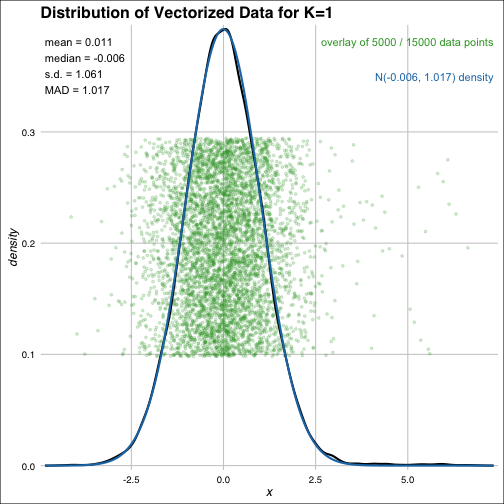 Distribution of Vectorized Data for K=1
mean = 0.011
median = -0.006
s.d. = 1.061
MAD = 1.017
overlay of 5000 / 15000 data points
N(-0.006, 1.017) density
density
0.3
0.2
0.1
0.0
-2.5
0.0
2.5
5.0
x